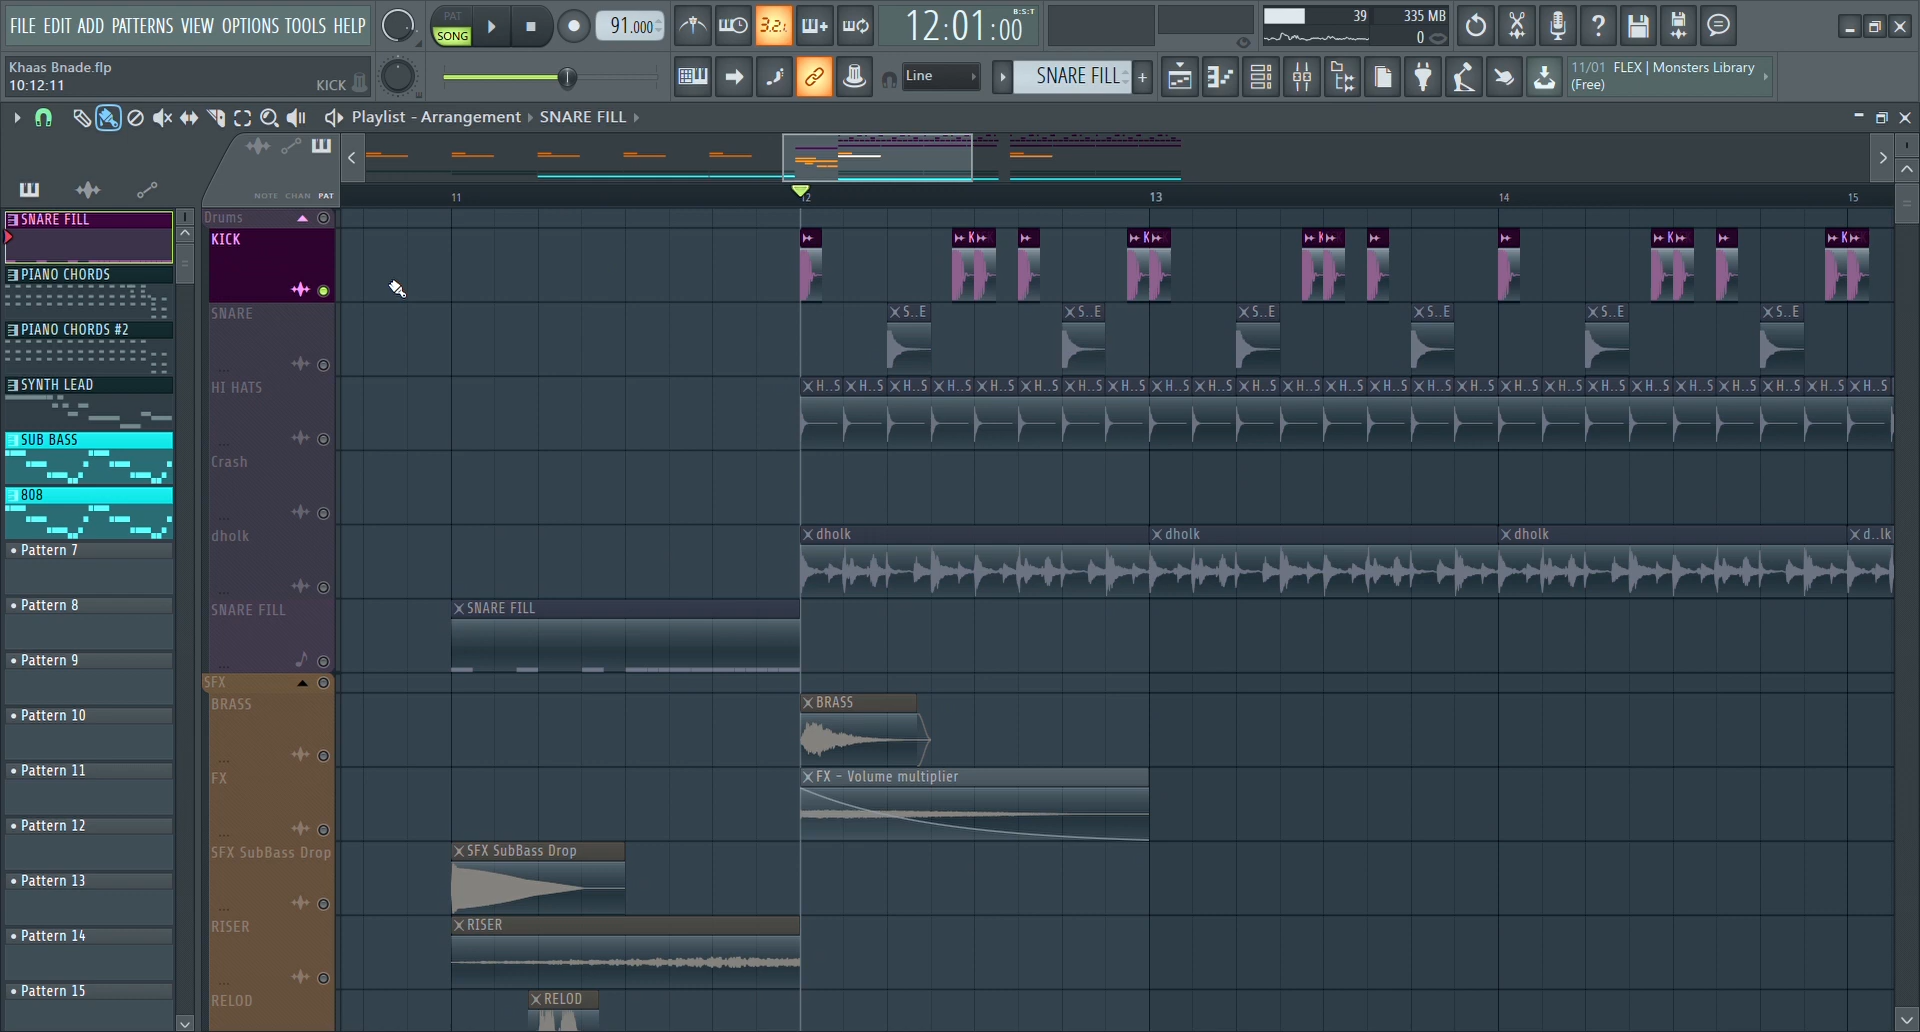 FILE EDIT ADD PATTERNS VIEW OPTIONS TOOLS HELP
PAT
SONG
91.000
3.2.
12:01:00
B:S:T
39
335 MB
0
Khaas Bnade.flp
10:12:11
KICK
Line
SNARE FILL
+
11/01 FLEX | Monsters Library
(Free)
Playlist - Arrangement › SNARE FILL ›
NOTE CHAN PAT
11
12
13
14
15
SNARE FILL
PIANO CHORDS
PIANO CHORDS #2
SYNTH LEAD
SUB BASS
808
Pattern 7
Pattern 8
Pattern 9
Pattern 10
Pattern 11
Pattern 12
Pattern 13
Pattern 14
Pattern 15
Drums
KICK
K K K K K
SNARE
S..E S..E S..E S..E S..E S..E
HI HATS
H..S H..S H..S H..S H..S H..S H..S H..S H..S H..S H..S H..S H..S H..S H..S H..S H..S H..S H..S H..S H..S H..S H..S H..S H..S
Crash
dholk
dholk dholk dholk d..lk
SNARE FILL
SNARE FILL
SFX
BRASS
BRASS
FX
FX - Volume multiplier
SFX SubBass Drop
SFX SubBass Drop
RISER
RISER
RELOD
RELOD